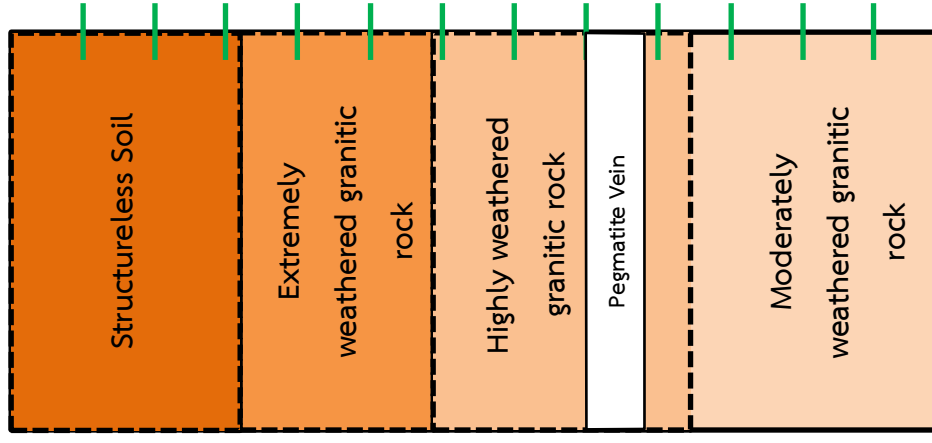 Structureless Soil
Extremely
weathered granitic
rock
Highly weathered
granitic rock
Pegmatite Vein
Moderately
weathered granitic
rock